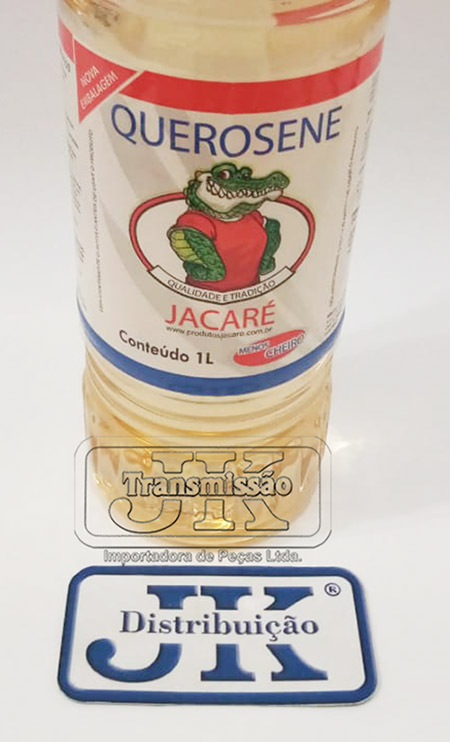 NOVA
EMBALAGEM
QUEROSENE
QUALIDADE E TRADIÇÃO
JACARÉ
www.produtosjacare.com.br
Conteúdo 1L
MENOS
CHEIRO
JK
Transmissão
Importadora de Peças Ltda.
JK
Distribuição
®